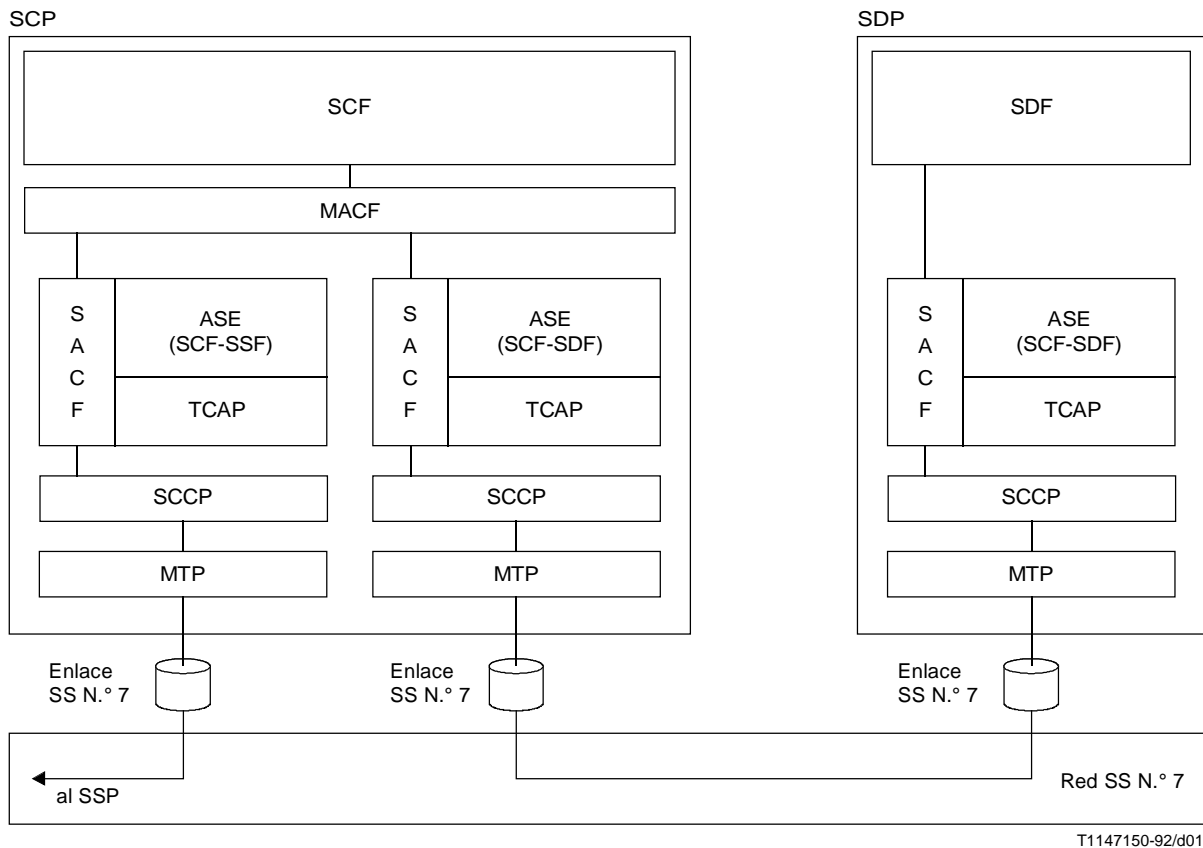 SCP
SDP
SCF
SDF
MACF
S
A
C
F
ASE
(SCF-SSF)
TCAP
S
A
C
F
ASE
(SCF-SDF)
TCAP
S
A
C
F
ASE
(SCF-SDF)
TCAP
SCCP
SCCP
SCCP
MTP
MTP
MTP
Enlace
SS N.° 7
Enlace
SS N.° 7
Enlace
SS N.° 7
al SSP
Red SS N.° 7
T1147150-92/d01